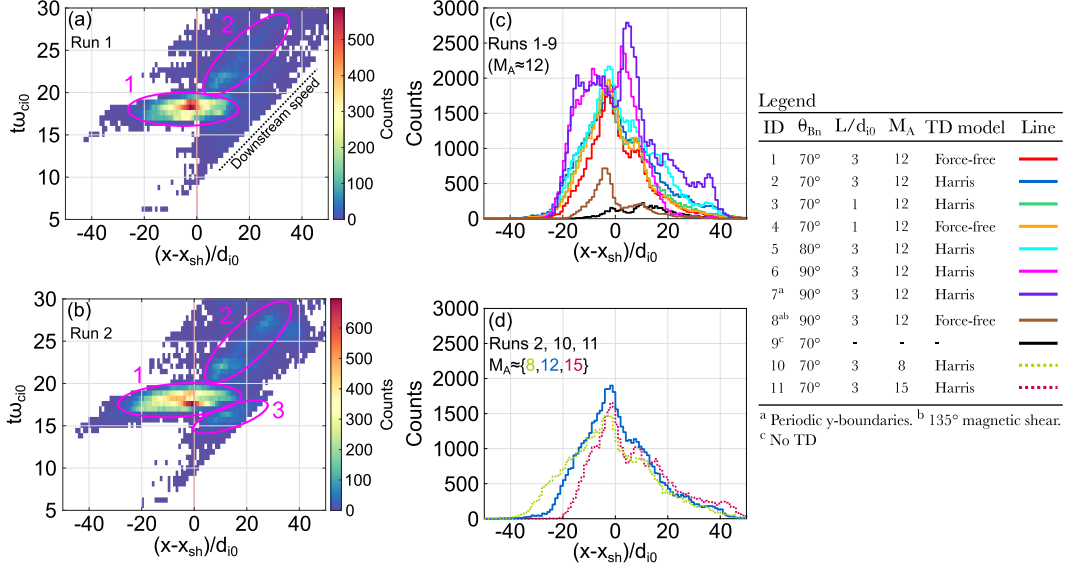 (a)
Run 1
1
2
Downstream speed
tω_ci0
30
25
20
15
10
5
-40
-20
0
20
40
(x-x_sh)/d_i0
500
400
300
200
100
0
Counts
(b)
Run 2
1
2
3
tω_ci0
30
25
20
15
10
5
-40
-20
0
20
40
(x-x_sh)/d_i0
600
500
400
300
200
100
0
Counts
(c)
Runs 1-9
(M_A≈12)
Counts
3000
2500
2000
1500
1000
500
0
-40
-20
0
20
40
(x-x_sh)/d_i0
(d)
Runs 2, 10, 11
M_A≈{8,12,15}
Counts
3000
2500
2000
1500
1000
500
0
-40
-20
0
20
40
(x-x_sh)/d_i0
Legend
ID θ_Bn L/d_i0 M_A TD model Line
1 70° 3 12 Force-free
2 70° 3 12 Harris
3 70° 1 12 Harris
4 70° 1 12 Force-free
5 80° 3 12 Harris
6 90° 3 12 Harris
7^a 90° 3 12 Harris
8^ab 90° 3 12 Force-free
9^c 70° - - -
10 70° 3 8 Harris
11 70° 3 15 Harris
^a Periodic y-boundaries. ^b 135° magnetic shear.
^c No TD